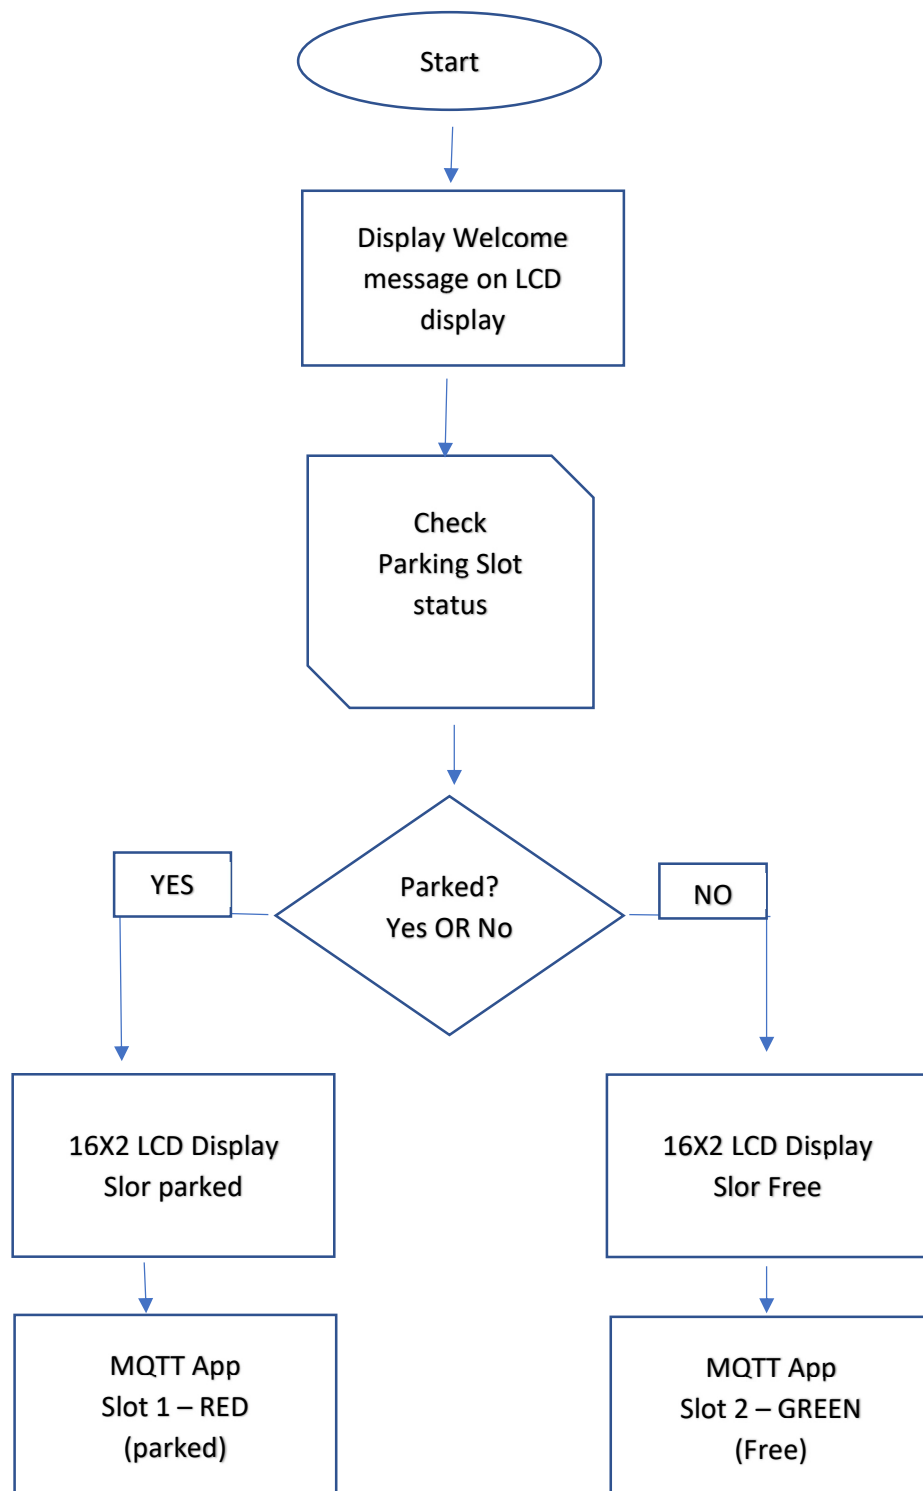 Start
Display Welcome
message on LCD
display
Check
Parking Slot
status
Parked?
Yes OR No
YES
NO
16X2 LCD Display
Slor parked
16X2 LCD Display
Slor Free
MQTT App
Slot 1 – RED
(parked)
MQTT App
Slot 2 – GREEN
(Free)